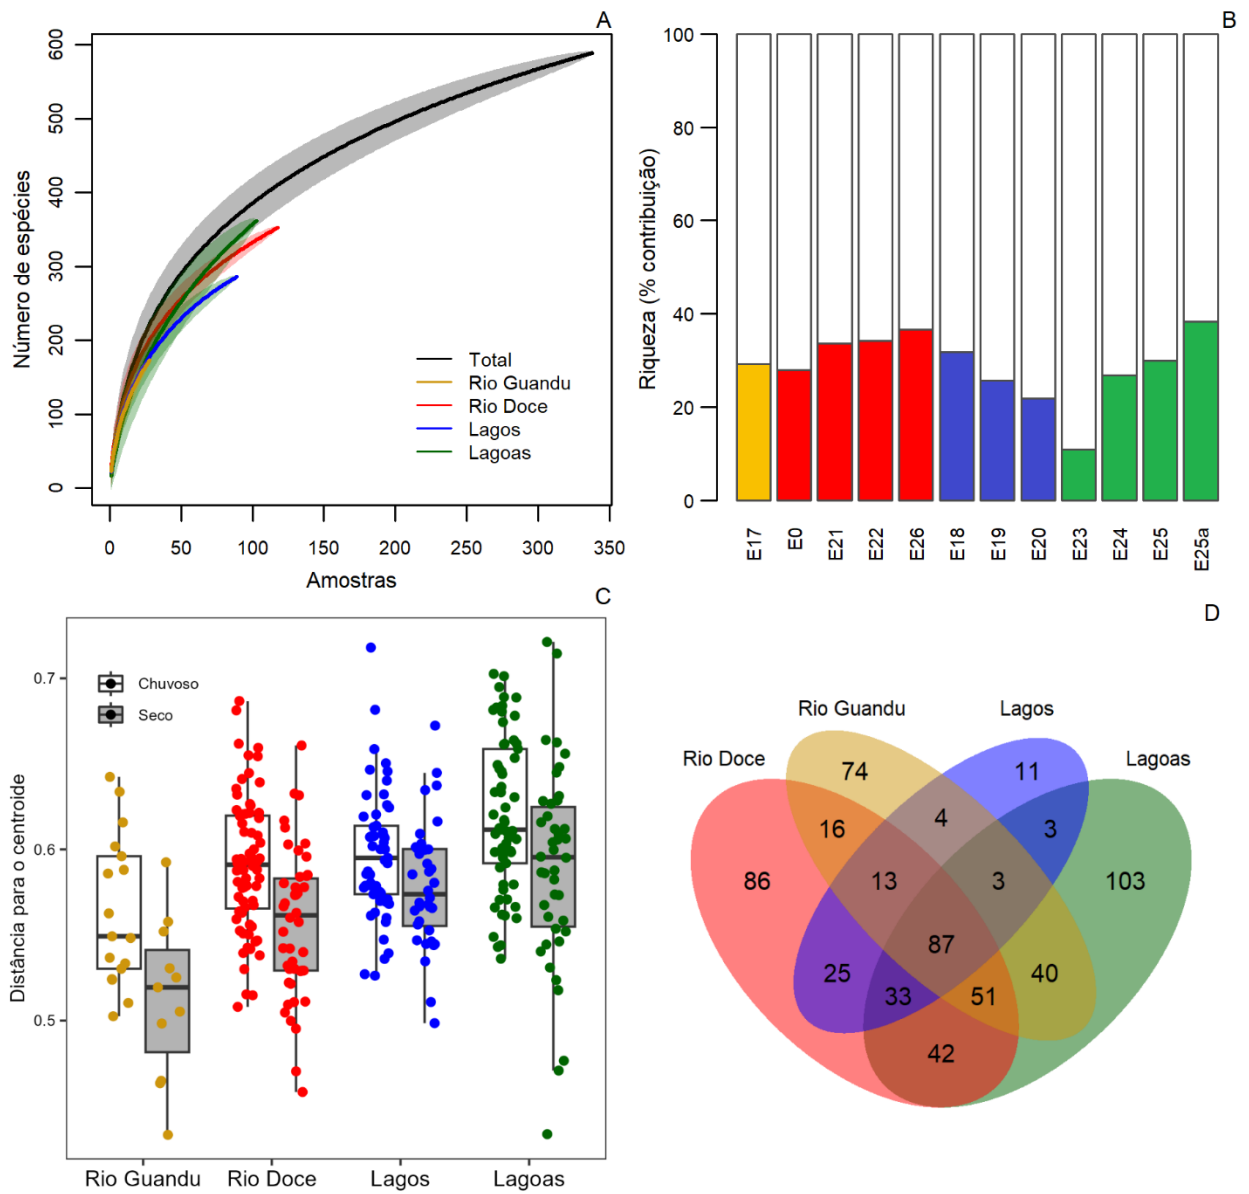 A
Número de espécies
600
500
400
300
200
100
0
Total
Rio Guandu
Rio Doce
Lagos
Lagoas
0 50 100 150 200 250 300 350
Amostras
B
Riqueza (% contribuição)
100
80
60
40
20
0
E17 E0 E21 E22 E26 E18 E19 E20 E23 E24 E25 E25a
C
Distância para o centroide
0.7
0.6
0.5
Chuvoso
Seco
Rio Guandu Rio Doce Lagos Lagoas
D
Rio Guandu Lagos
Rio Doce Lagoas
74 11
16 4 3
86 13 3 103
87
25 33 51 40
42